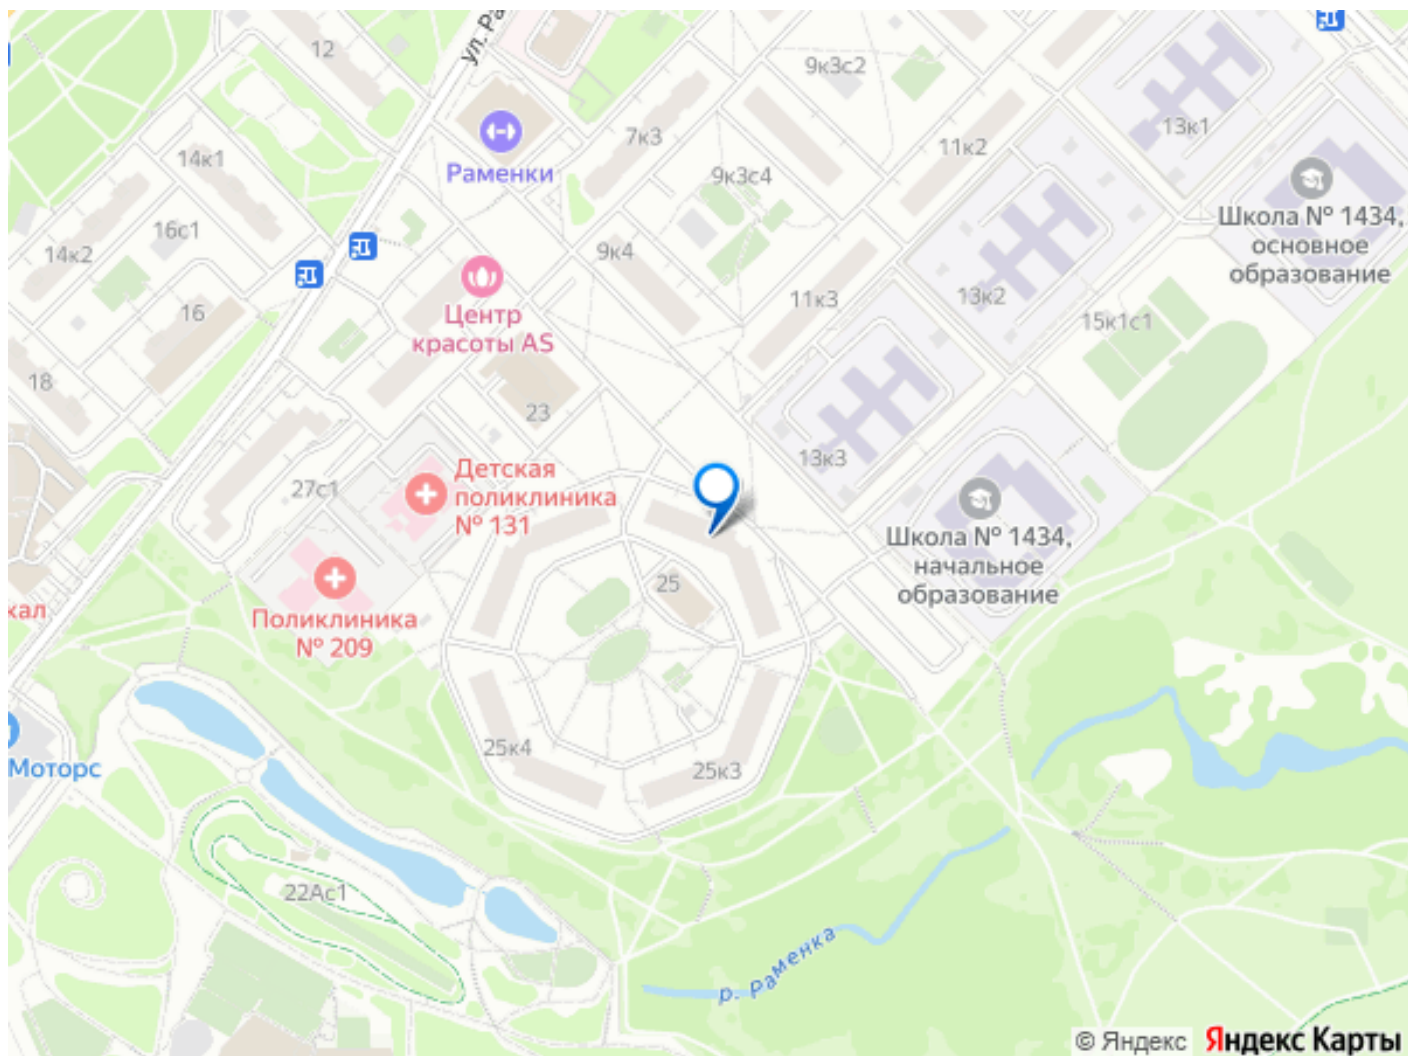 12
ул. Ра
9к3с2
13к1
7к3
11к2
14к1
Раменки
9к3с4
Школа № 1434,
основное
образование
16с1
14к2
9к4
13к2
11к3
15к1с1
16
Центр
красоты AS
18
23
13к3
27с1
Детская
поликлиника
№ 131
Школа № 1434,
начальное
образование
25
кал
Поликлиника
№ 209
25к4
25к3
Моторс
22Ас1
р. Раменка
© Яндекс
Яндекс Карты